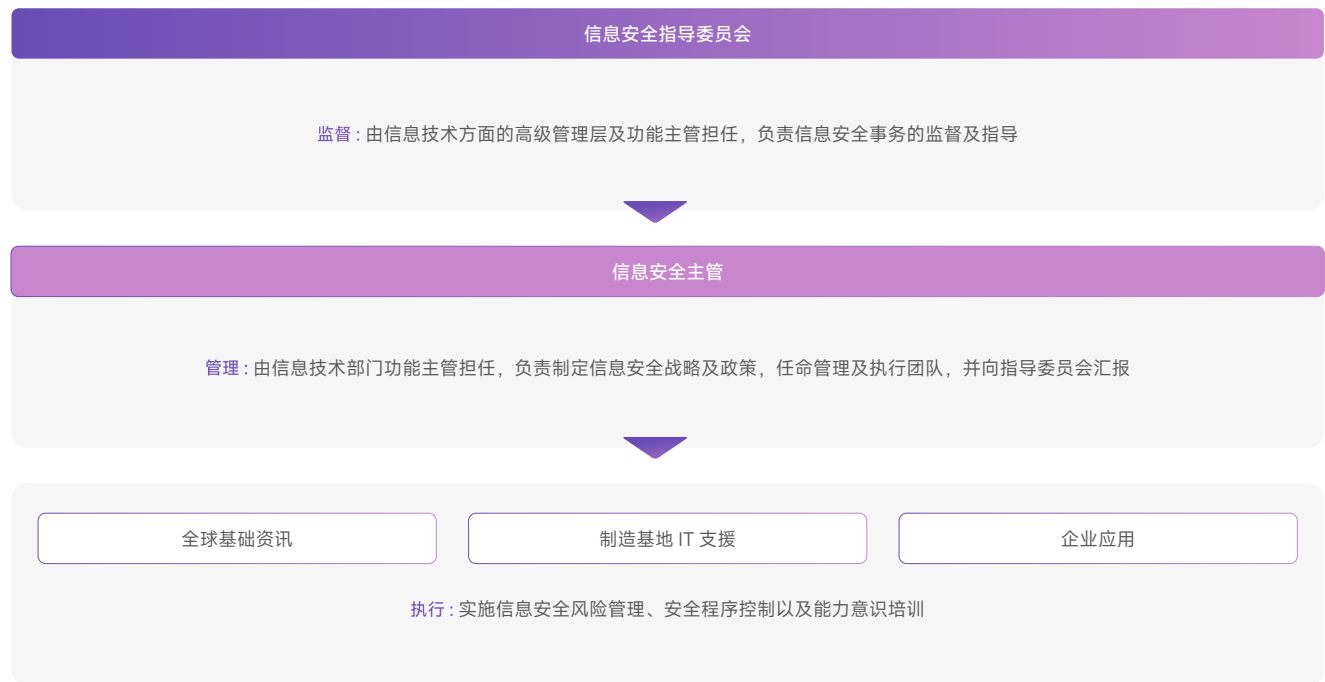 信息安全指导委员会
监督 : 由信息技术方面的高级管理层及功能主管担任，负责信息安全事务的监督及指导
信息安全主管
管理 : 由信息技术部门功能主管担任，负责制定信息安全战略及政策，任命管理及执行团队，并向指导委员会汇报
全球基础资讯
制造基地 IT 支援
企业应用
执行 : 实施信息安全风险管理、安全程序控制以及能力意识培训